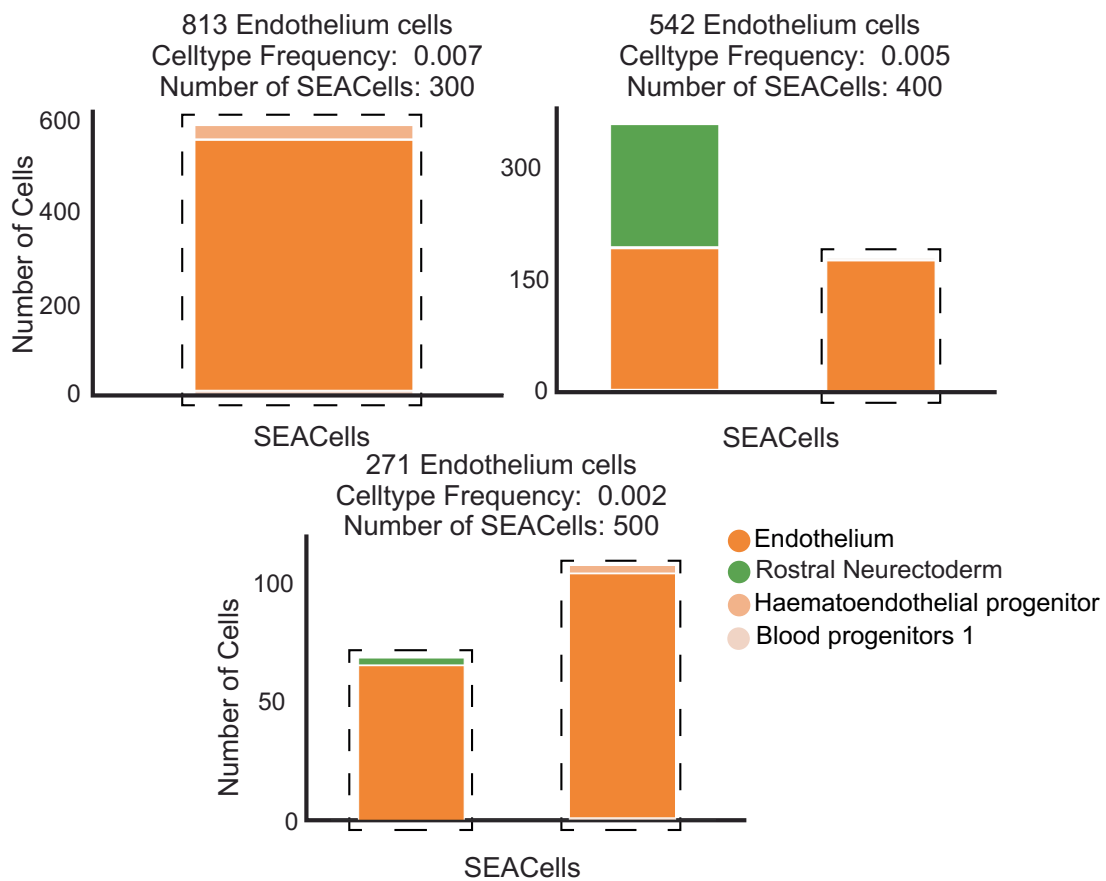 813 Endothelium cells
Celltype Frequency: 0.007
Number of SEACells: 300
600
400
200
0
Number of Cells
SEACells
542 Endothelium cells
Celltype Frequency: 0.005
Number of SEACells: 400
300
150
0
SEACells
271 Endothelium cells
Celltype Frequency: 0.002
Number of SEACells: 500
100
50
0
Number of Cells
SEACells
Endothelium
Rostral Neurectoderm
Haematoendothelial progenitor
Blood progenitors 1